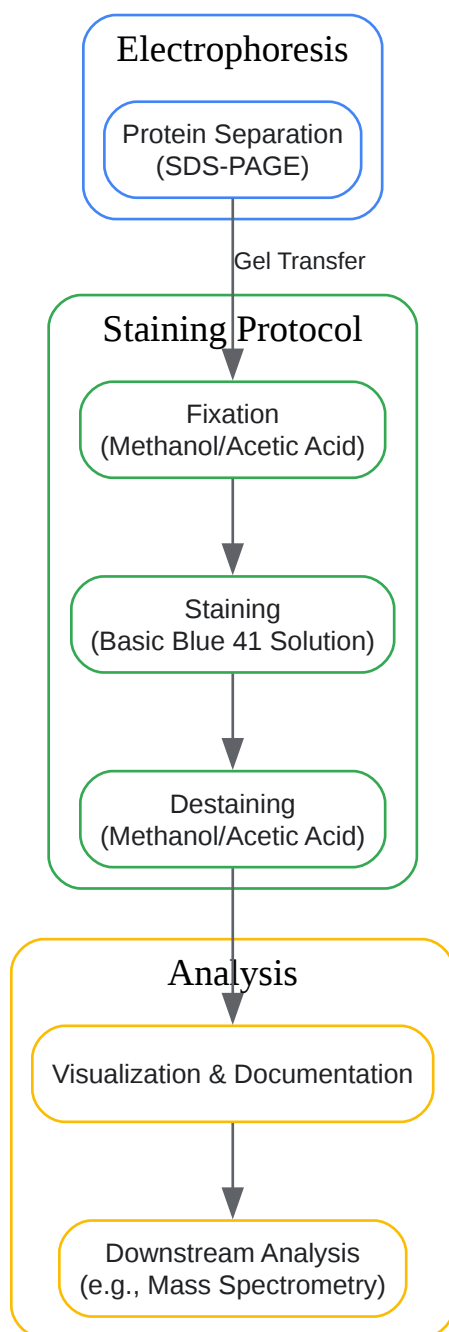 Electrophoresis
Protein Separation
(SDS-PAGE)
Gel Transfer
Staining Protocol
Fixation
(Methanol/Acetic Acid)
Staining
(Basic Blue 41 Solution)
Destaining
(Methanol/Acetic Acid)
Analysis
Visualization & Documentation
Downstream Analysis
(e.g., Mass Spectrometry)